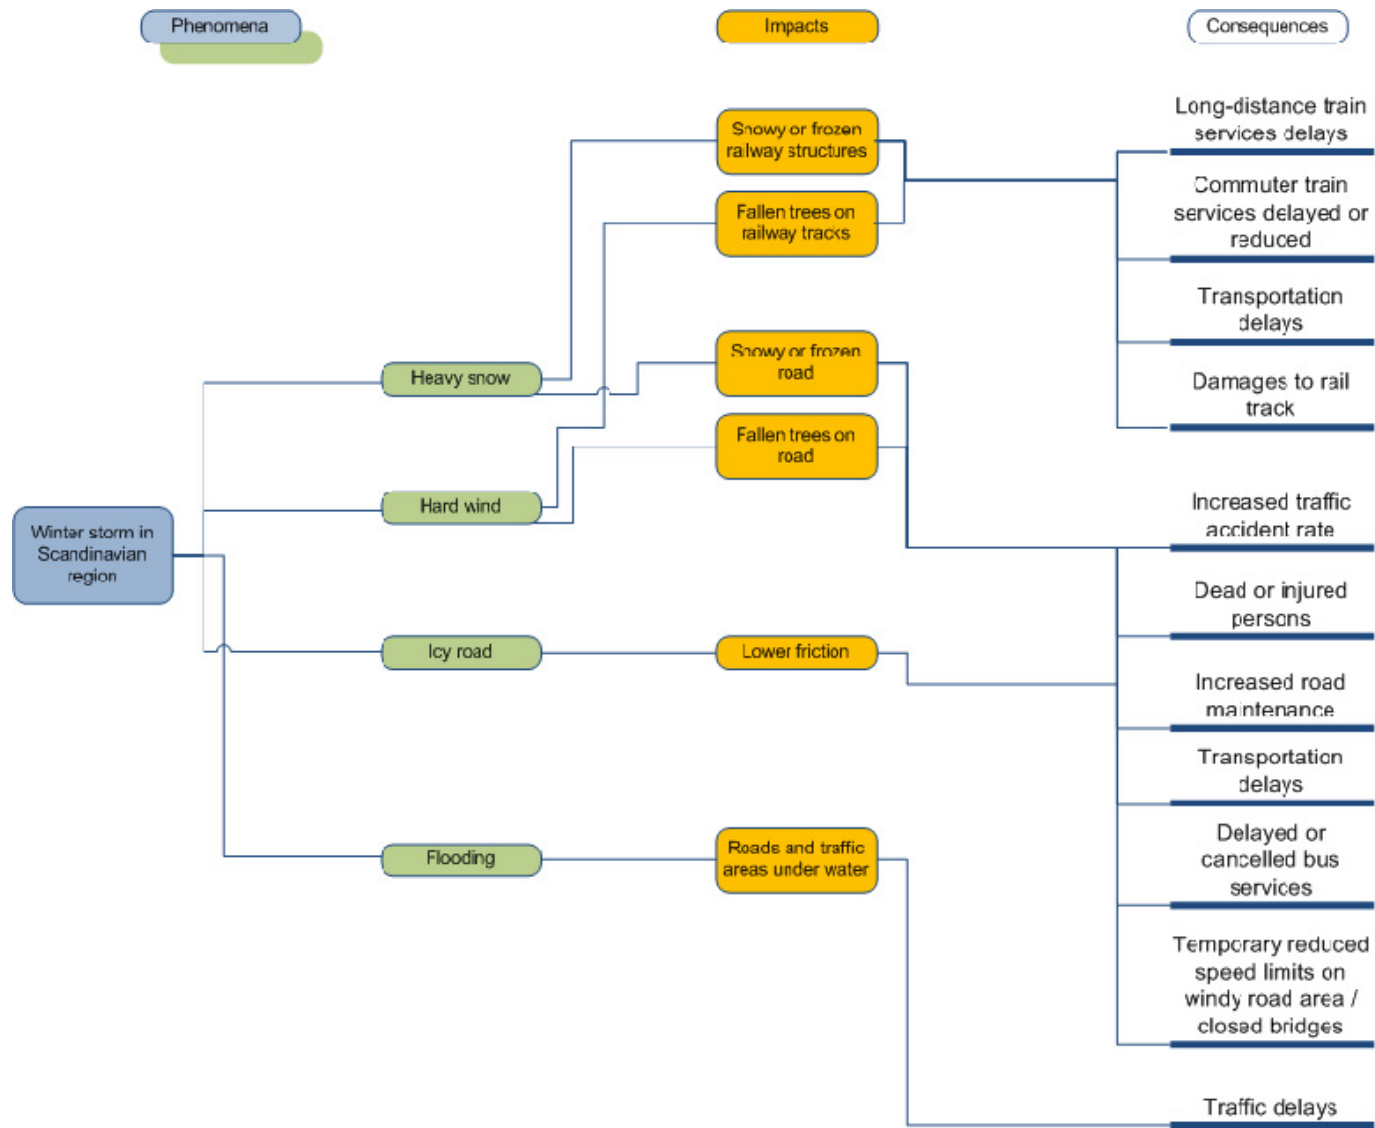 Phenomena
Impacts
Consequences
Long-distance train
services delays
Snowy or frozen
railway structures
Commuter train
services delayed or
reduced
Fallen trees on
railway tracks
Transportation
delays
Snowy or frozen
road
Heavy snow
Damages to rail
track
Fallen trees on
road
Hard wind
Increased traffic
accident rate
Winter storm in
Scandinavian
region
Dead or injured
persons
Icy road
Lower friction
Increased road
maintenance
Transportation
delays
Delayed or
cancelled bus
services
Flooding
Roads and traffic
areas under water
Temporary reduced
speed limits on
windy road area /
closed bridges
Traffic delays